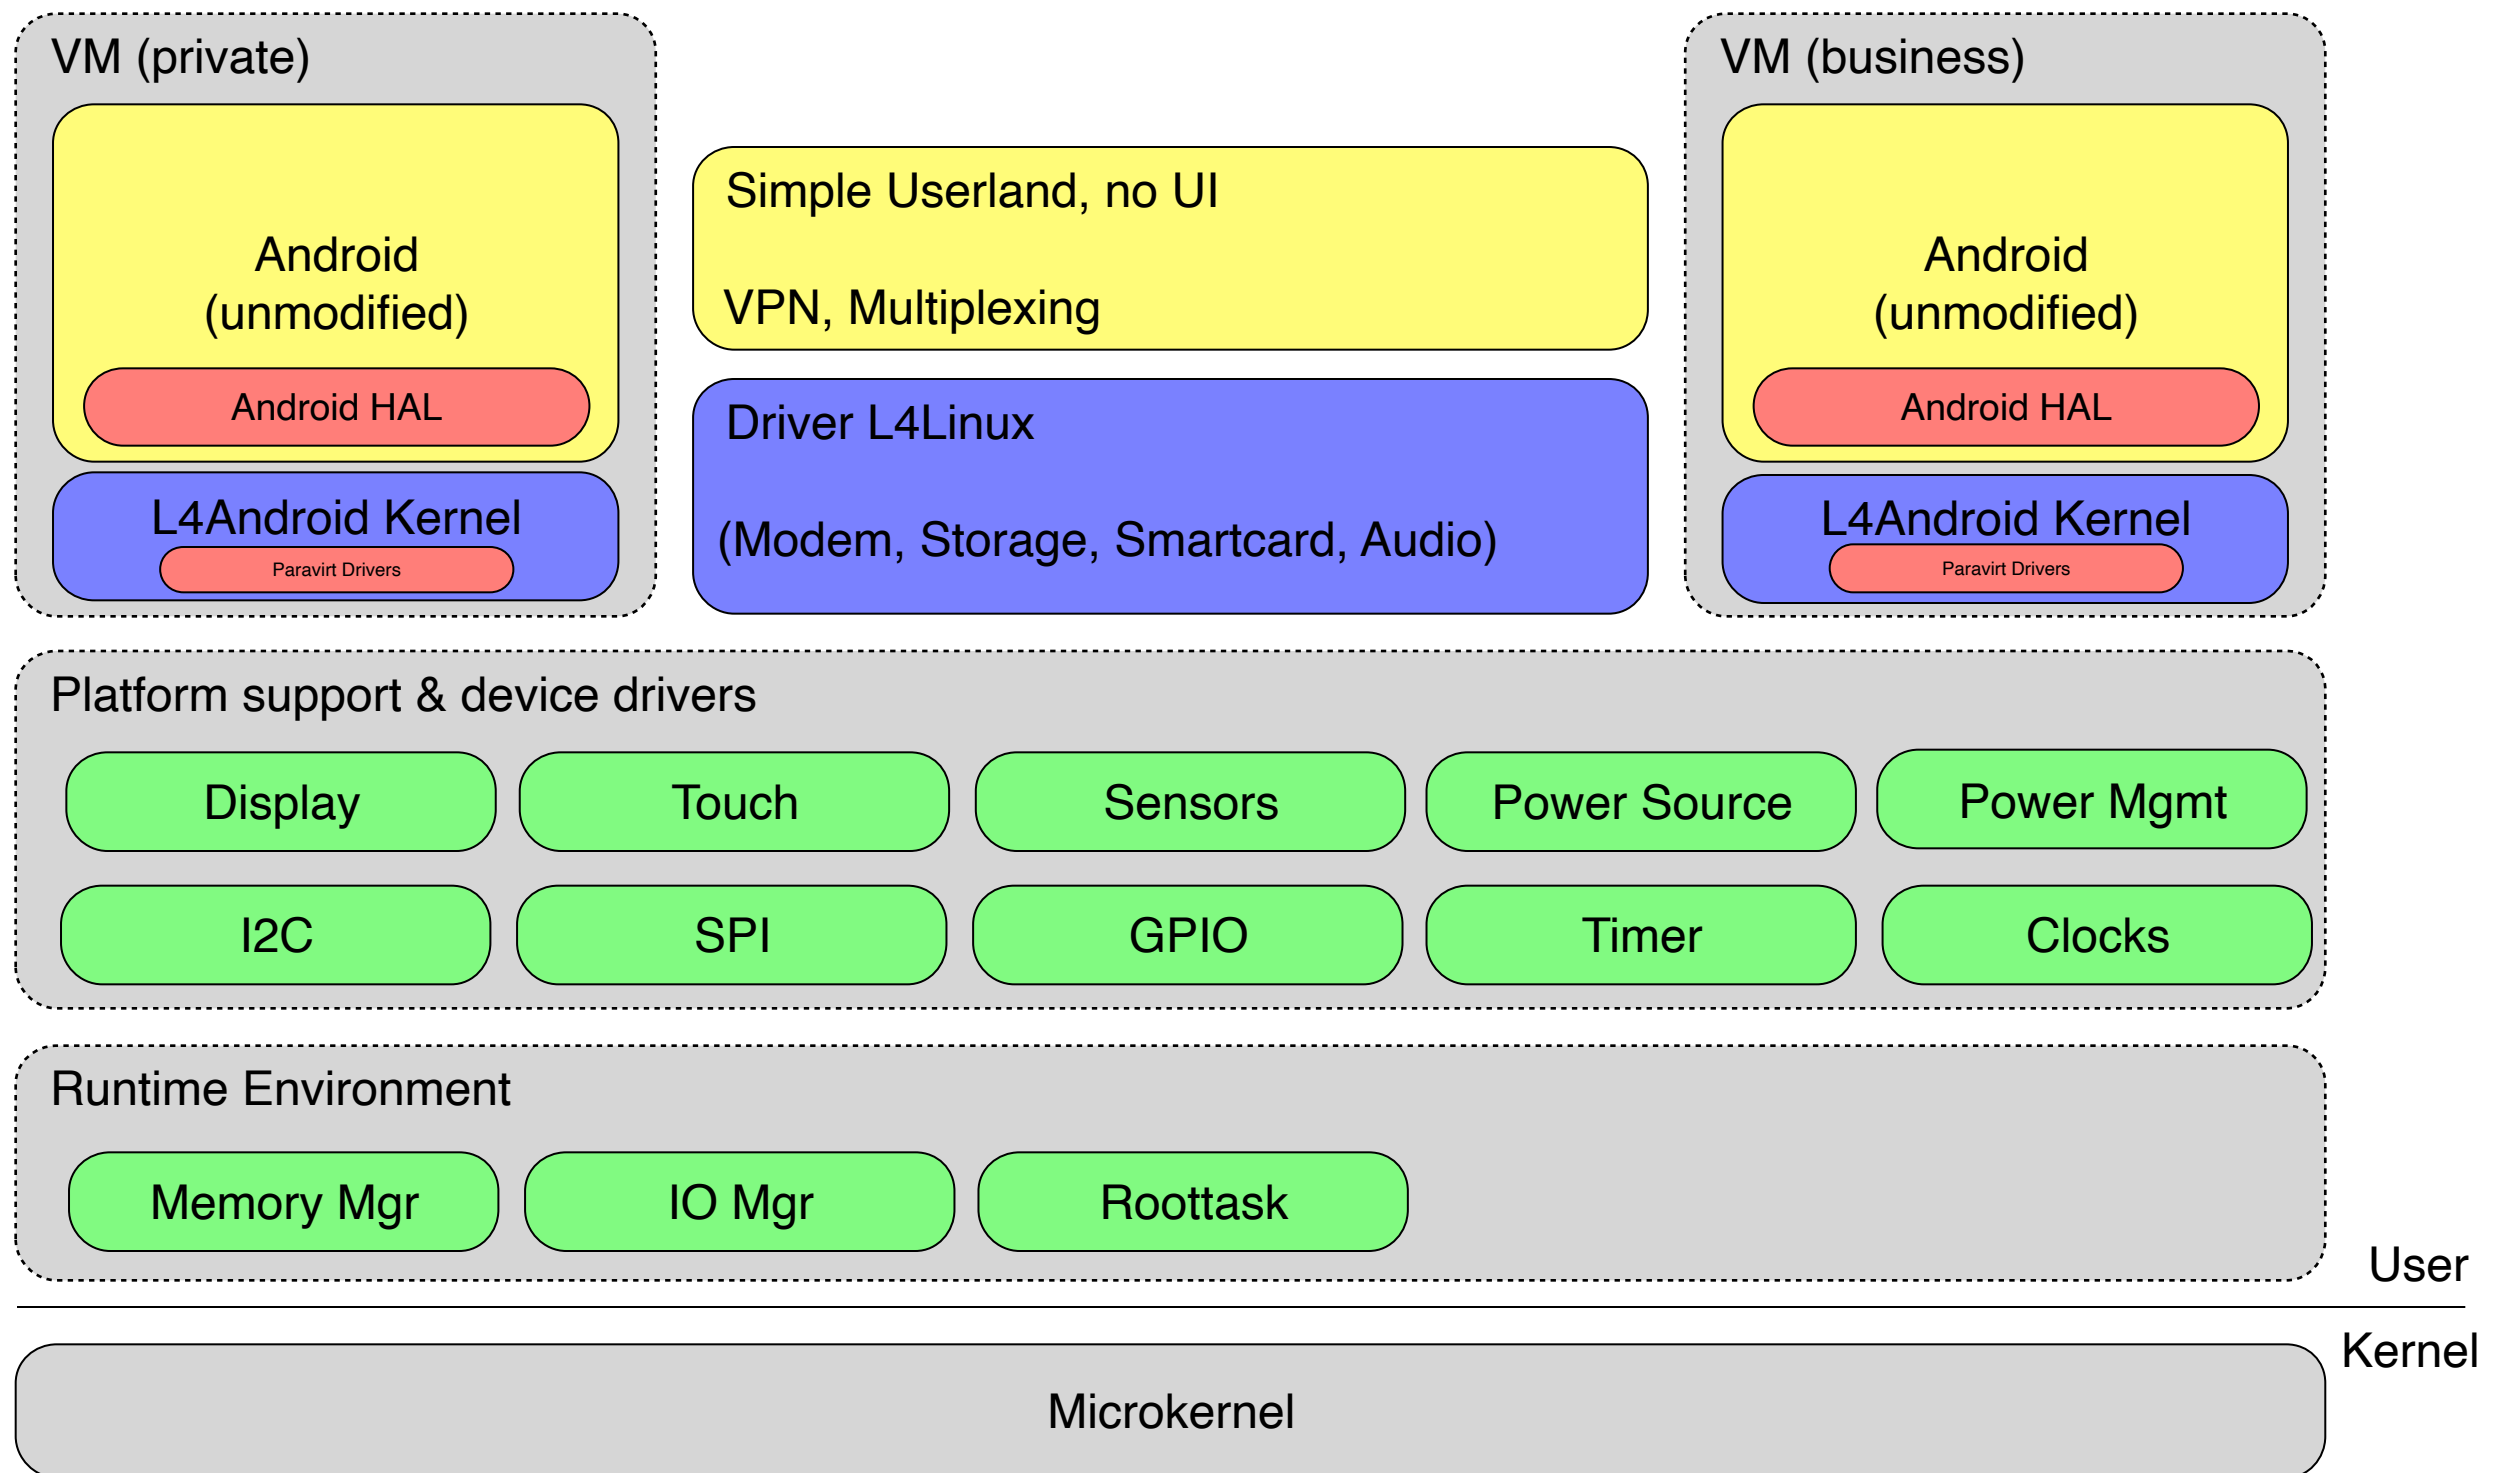 VM (private)
Android
(unmodified)
Android HAL
L4Android Kernel
Paravirt Drivers
Simple Userland, no UI
VPN, Multiplexing
Driver L4Linux
(Modem, Storage, Smartcard, Audio)
VM (business)
Android
(unmodified)
Android HAL
L4Android Kernel
Paravirt Drivers
Platform support & device drivers
Display
Touch
Sensors
Power Source
Power Mgmt
I2C
SPI
GPIO
Timer
Clocks
Runtime Environment
Memory Mgr
IO Mgr
Roottask
User
Kernel
Microkernel